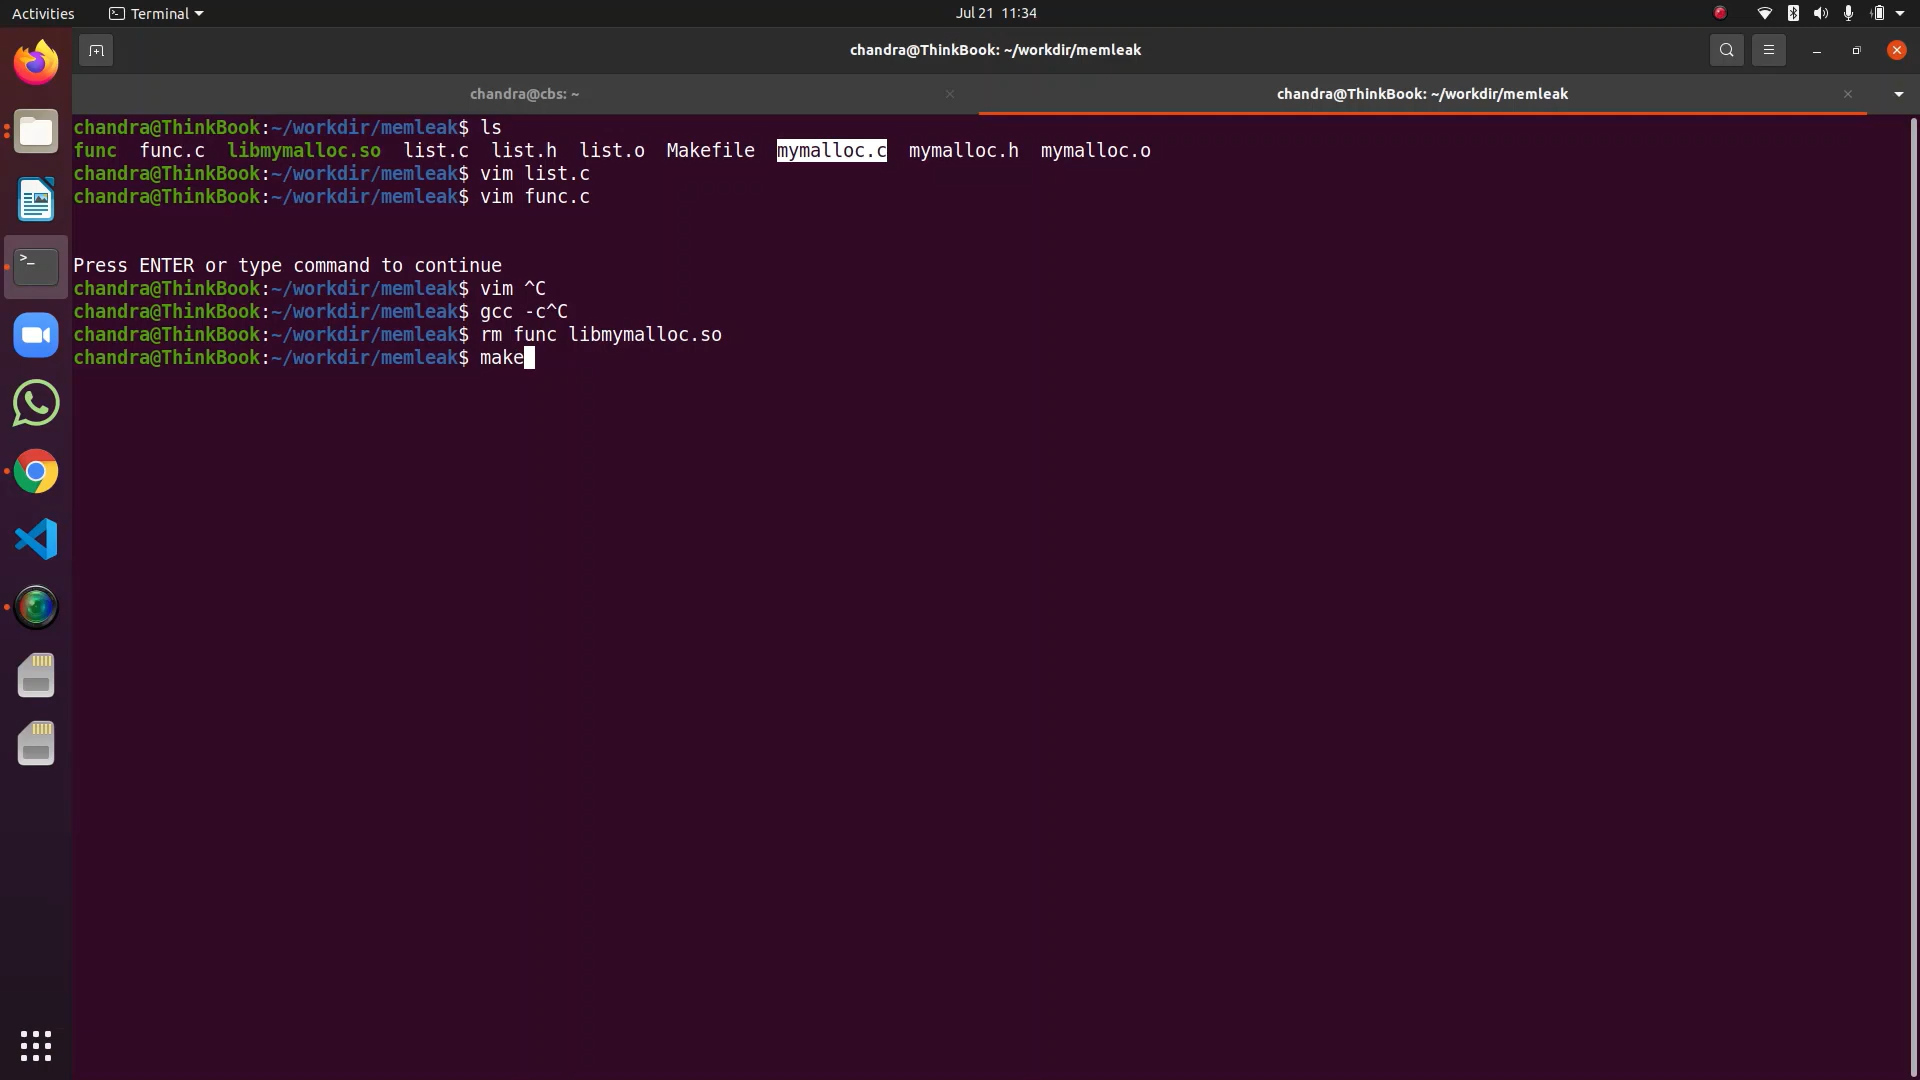 Activities
Terminal
Jul 21 11:34
chandra@ThinkBook: ~/workdir/memleak
chandra@cbs: ~
chandra@ThinkBook: ~/workdir/memleak
chandra@ThinkBook:~/workdir/memleak$ ls
func func.c libmymalloc.so list.c list.h list.o Makefile mymalloc.c mymalloc.h mymalloc.o
chandra@ThinkBook:~/workdir/memleak$ vim list.c
chandra@ThinkBook:~/workdir/memleak$ vim func.c
Press ENTER or type command to continue
chandra@ThinkBook:~/workdir/memleak$ vim ^C
chandra@ThinkBook:~/workdir/memleak$ gcc -c^C
chandra@ThinkBook:~/workdir/memleak$ rm func libmymalloc.so
chandra@ThinkBook:~/workdir/memleak$ make